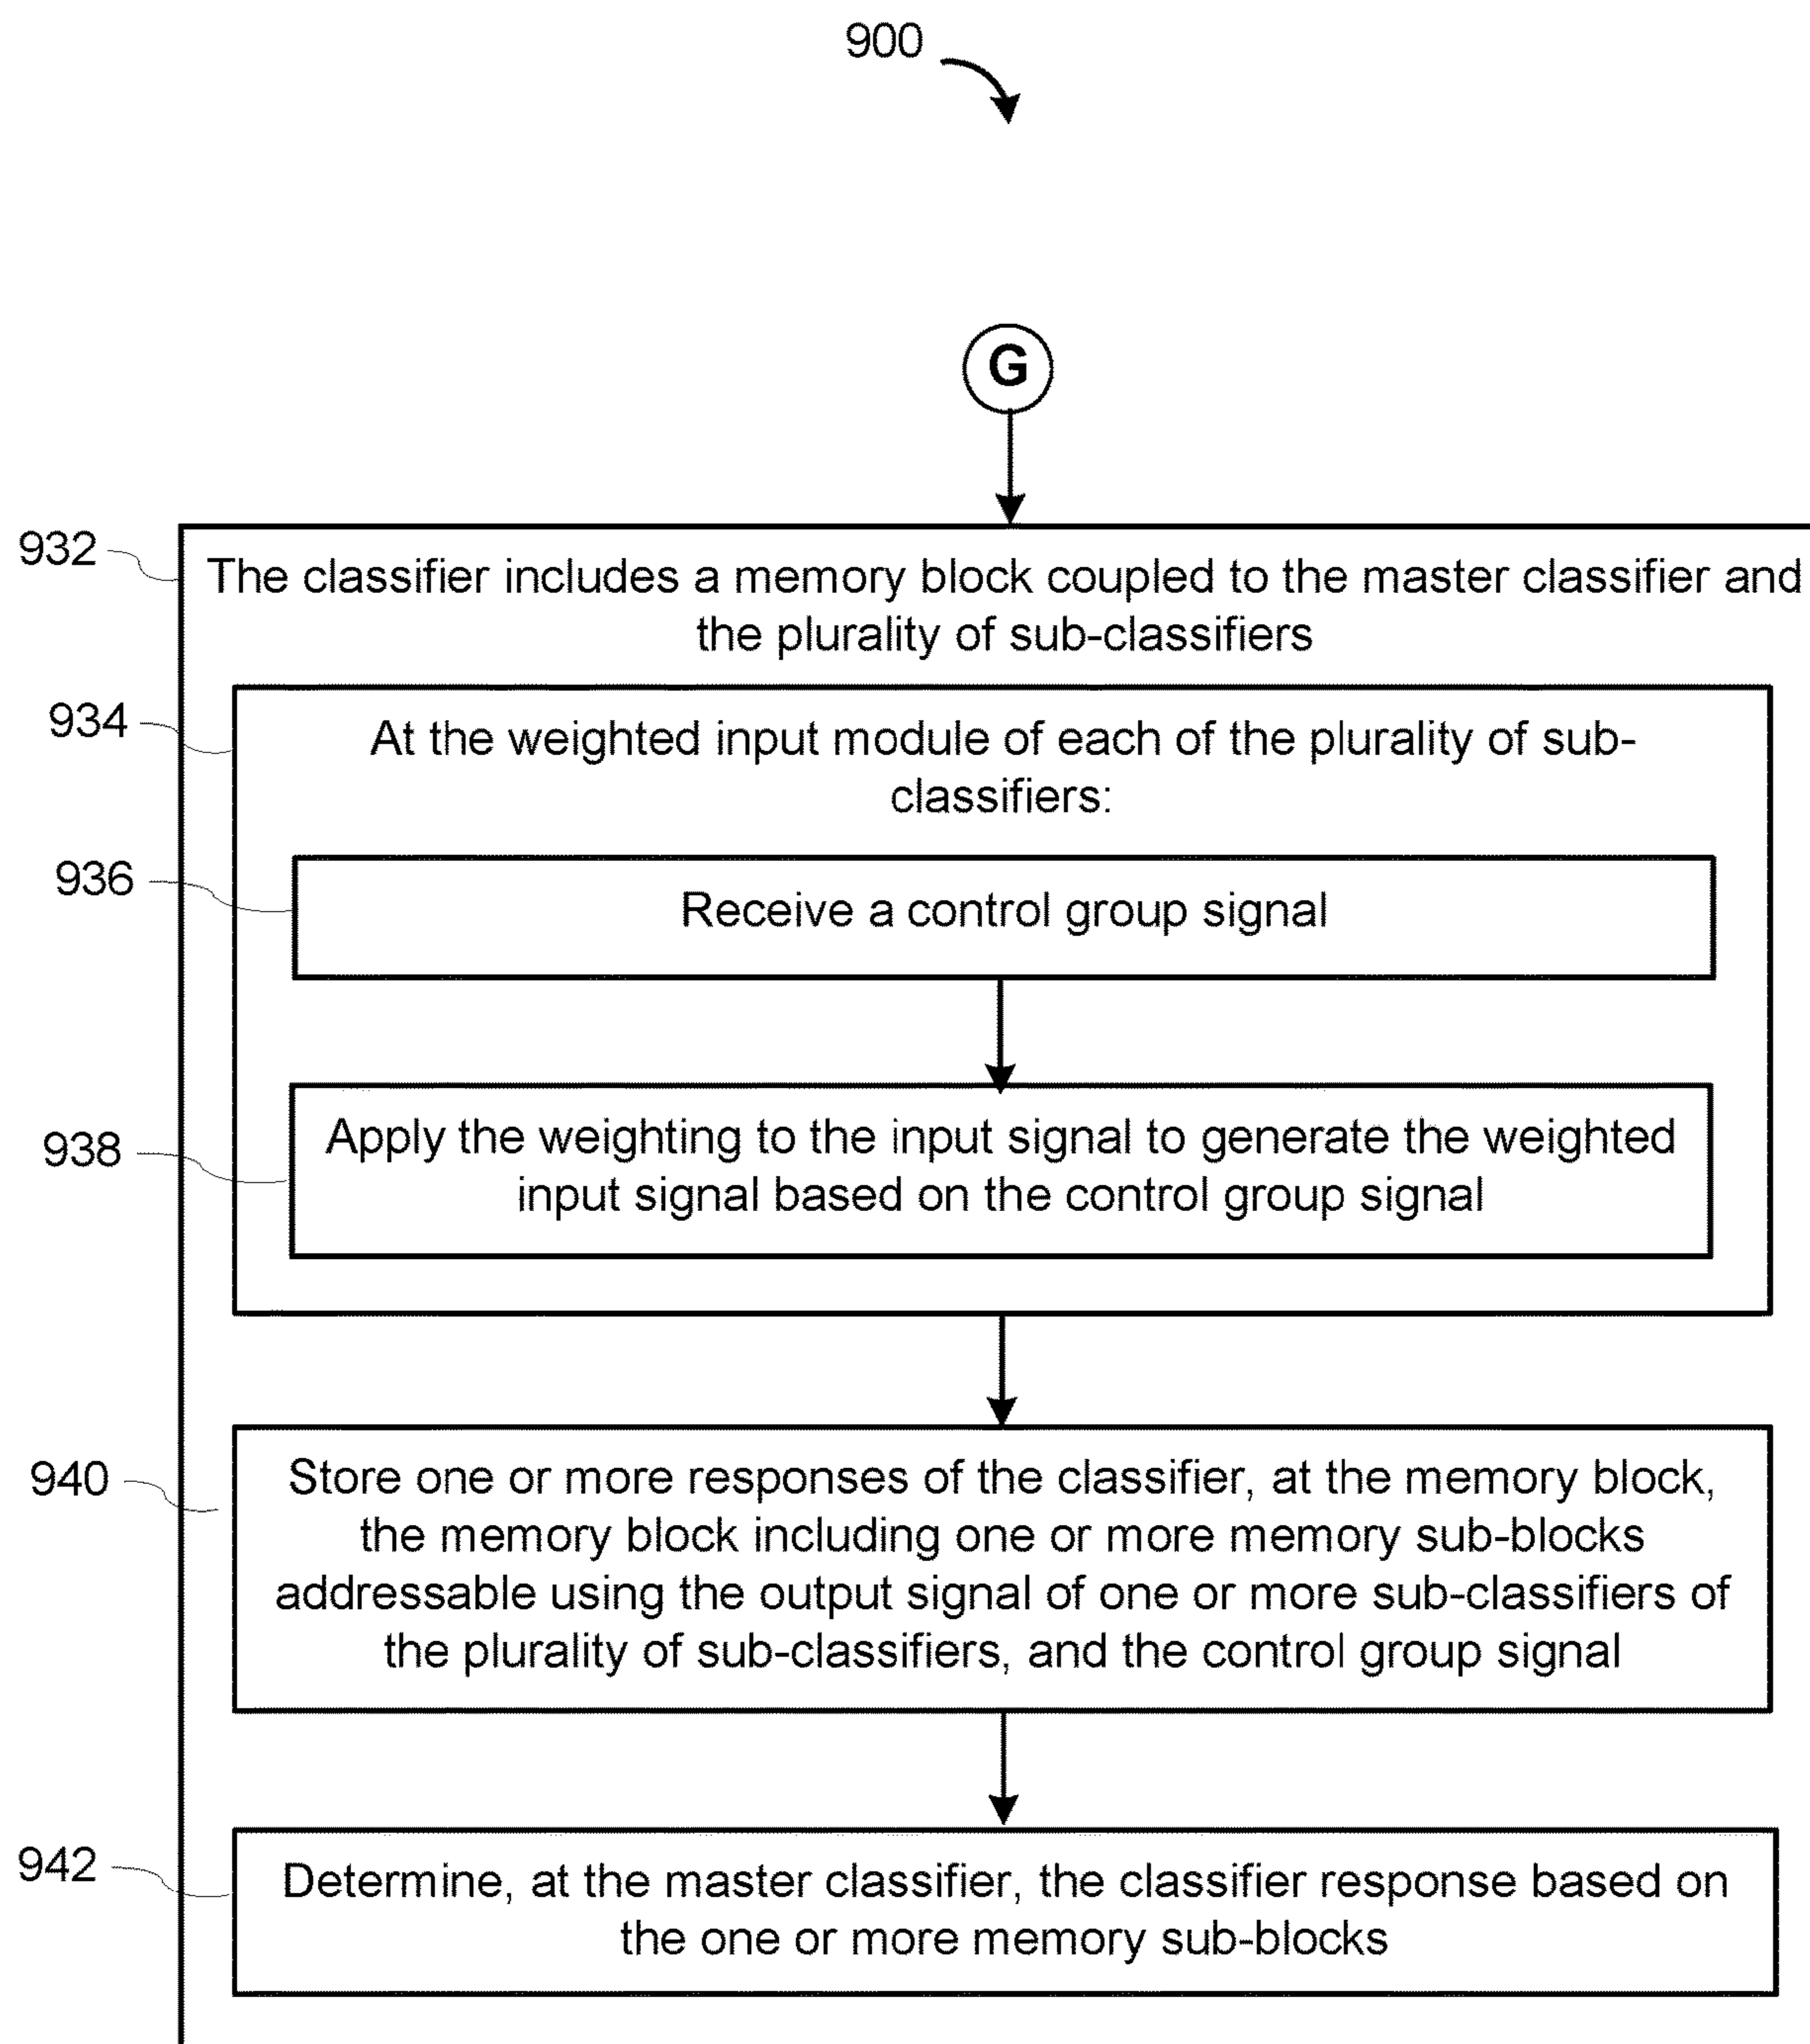 900
G
932
The classifier includes a memory block coupled to the master classifier and
the plurality of sub-classifiers
934
At the weighted input module of each of the plurality of sub-
classifiers:
936
Receive a control group signal
938
Apply the weighting to the input signal to generate the weighted
input signal based on the control group signal
940
Store one or more responses of the classifier, at the memory block,
the memory block including one or more memory sub-blocks
addressable using the output signal of one or more sub-classifiers of
the plurality of sub-classifiers, and the control group signal
942
Determine, at the master classifier, the classifier response based on
the one or more memory sub-blocks